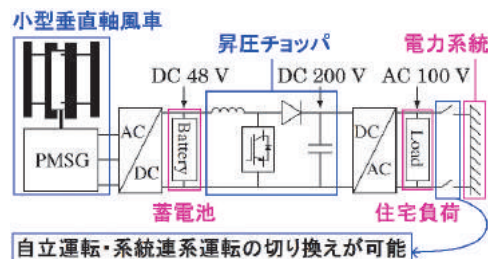 小型垂直軸風車
昇圧チョッパ
電力系統
DC 48 V
DC 200 V
AC 100 V
PMSG
AC
DC
Battery
DC
AC
Load
蓄電池
住宅負荷
自立運転・系統連系運転の切り換えが可能